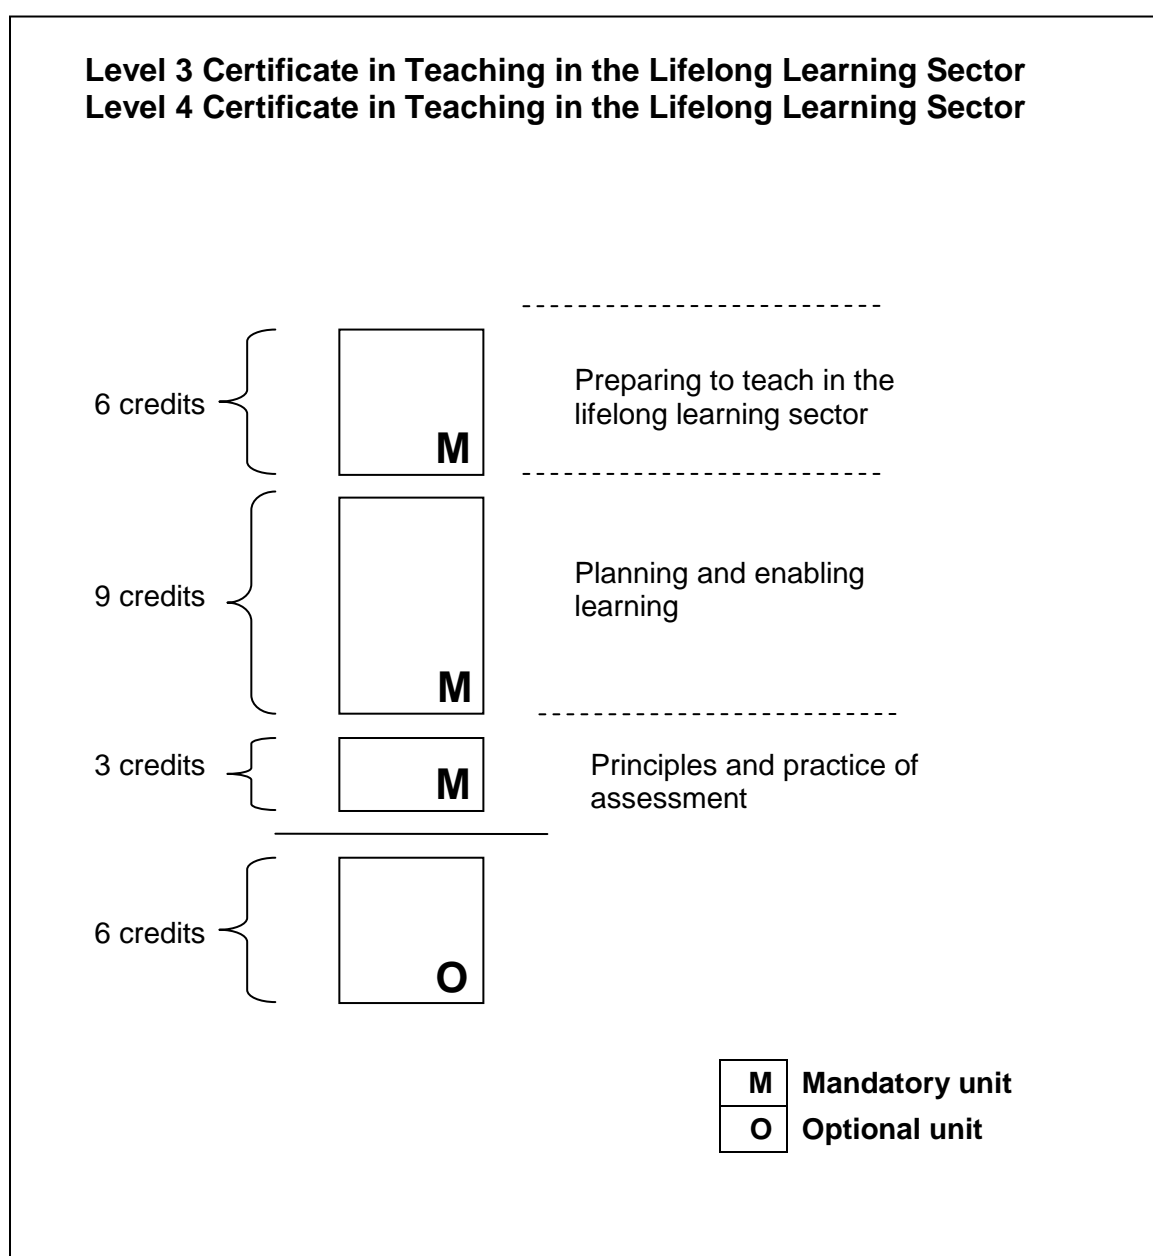 Level 3 Certificate in Teaching in the Lifelong Learning Sector
Level 4 Certificate in Teaching in the Lifelong Learning Sector
6 credits
M
Preparing to teach in the
lifelong learning sector
9 credits
M
Planning and enabling
learning
3 credits
M
Principles and practice of
assessment
6 credits
O
M Mandatory unit
O Optional unit